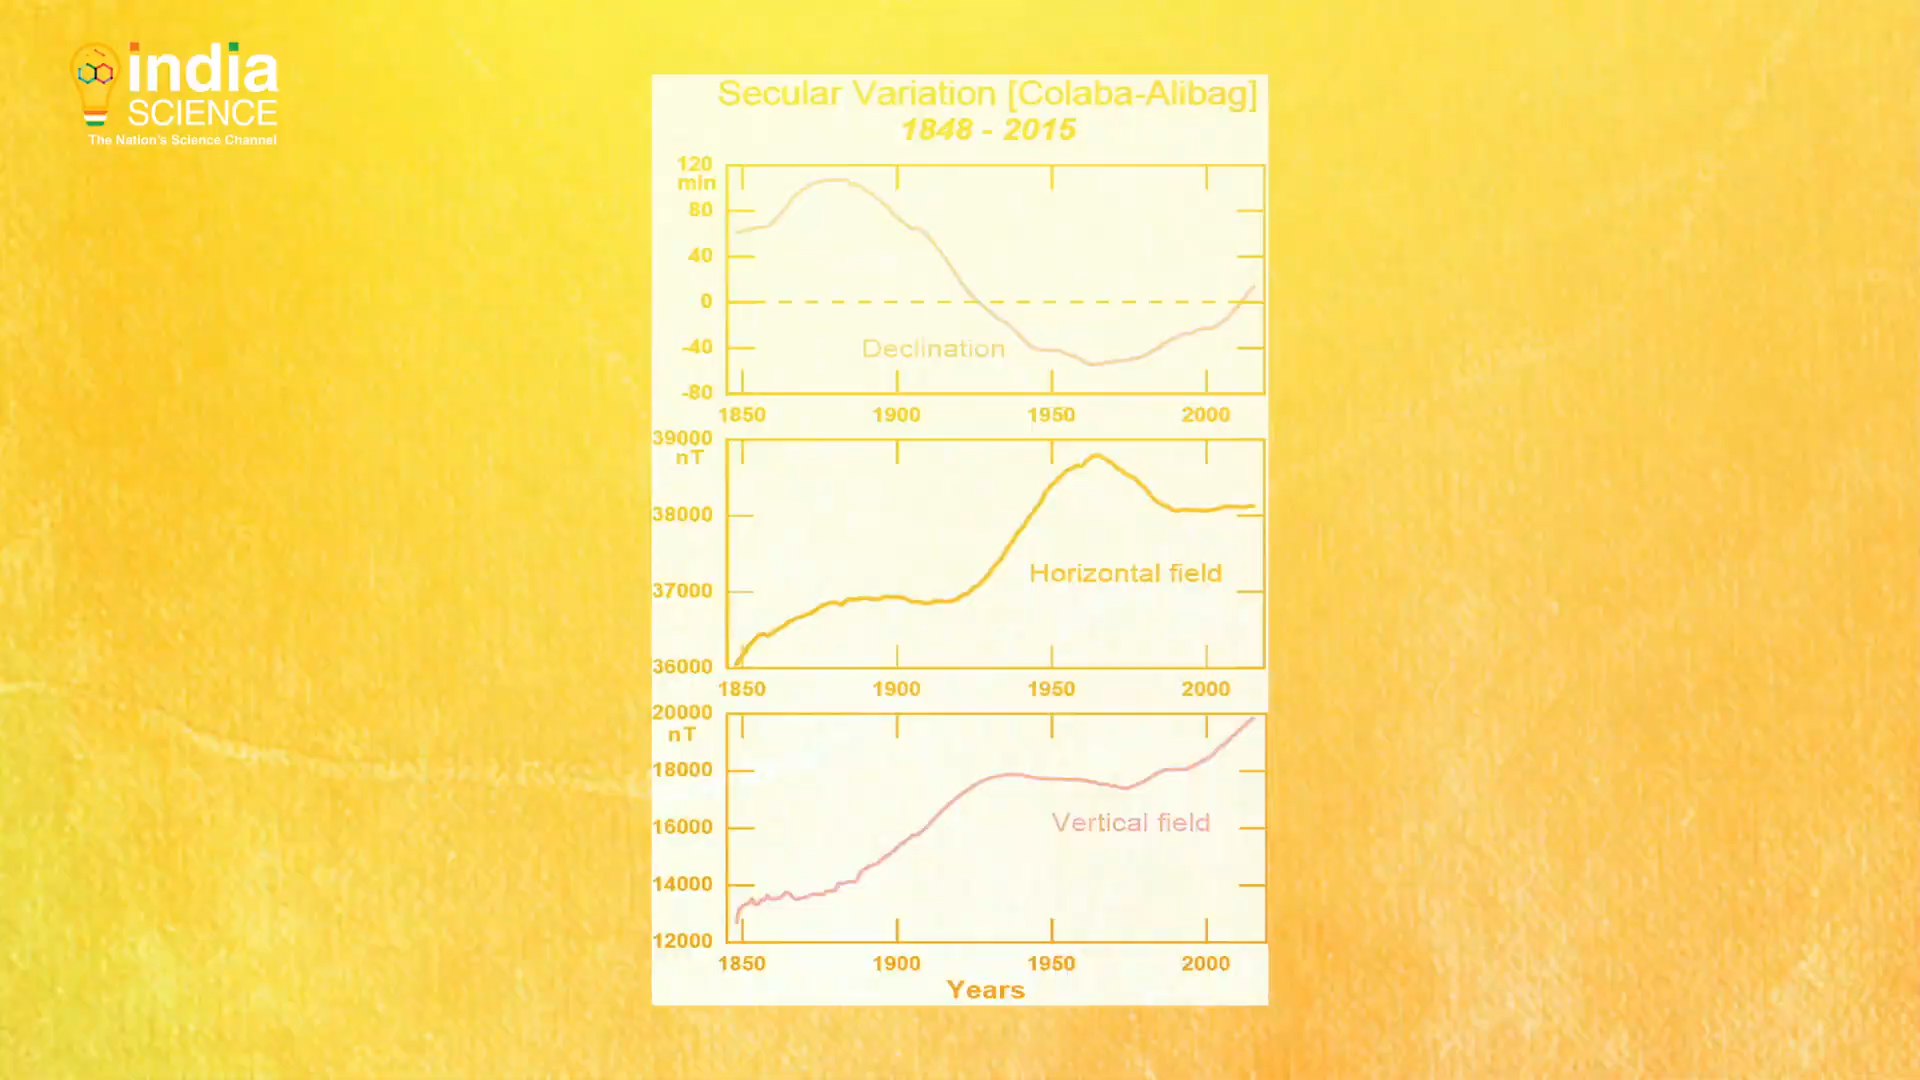 india
SCIENCE
The Nation's Science Channel
Secular Variation [Colaba-Alibag]
1848 - 2015
120
min
80
40
0
-40
-80
Declination
1850 1900 1950 2000
39000
nT
38000
37000
36000
Horizontal field
1850 1900 1950 2000
20000
nT
18000
16000
14000
12000
Vertical field
1850 1900 1950 2000
Years